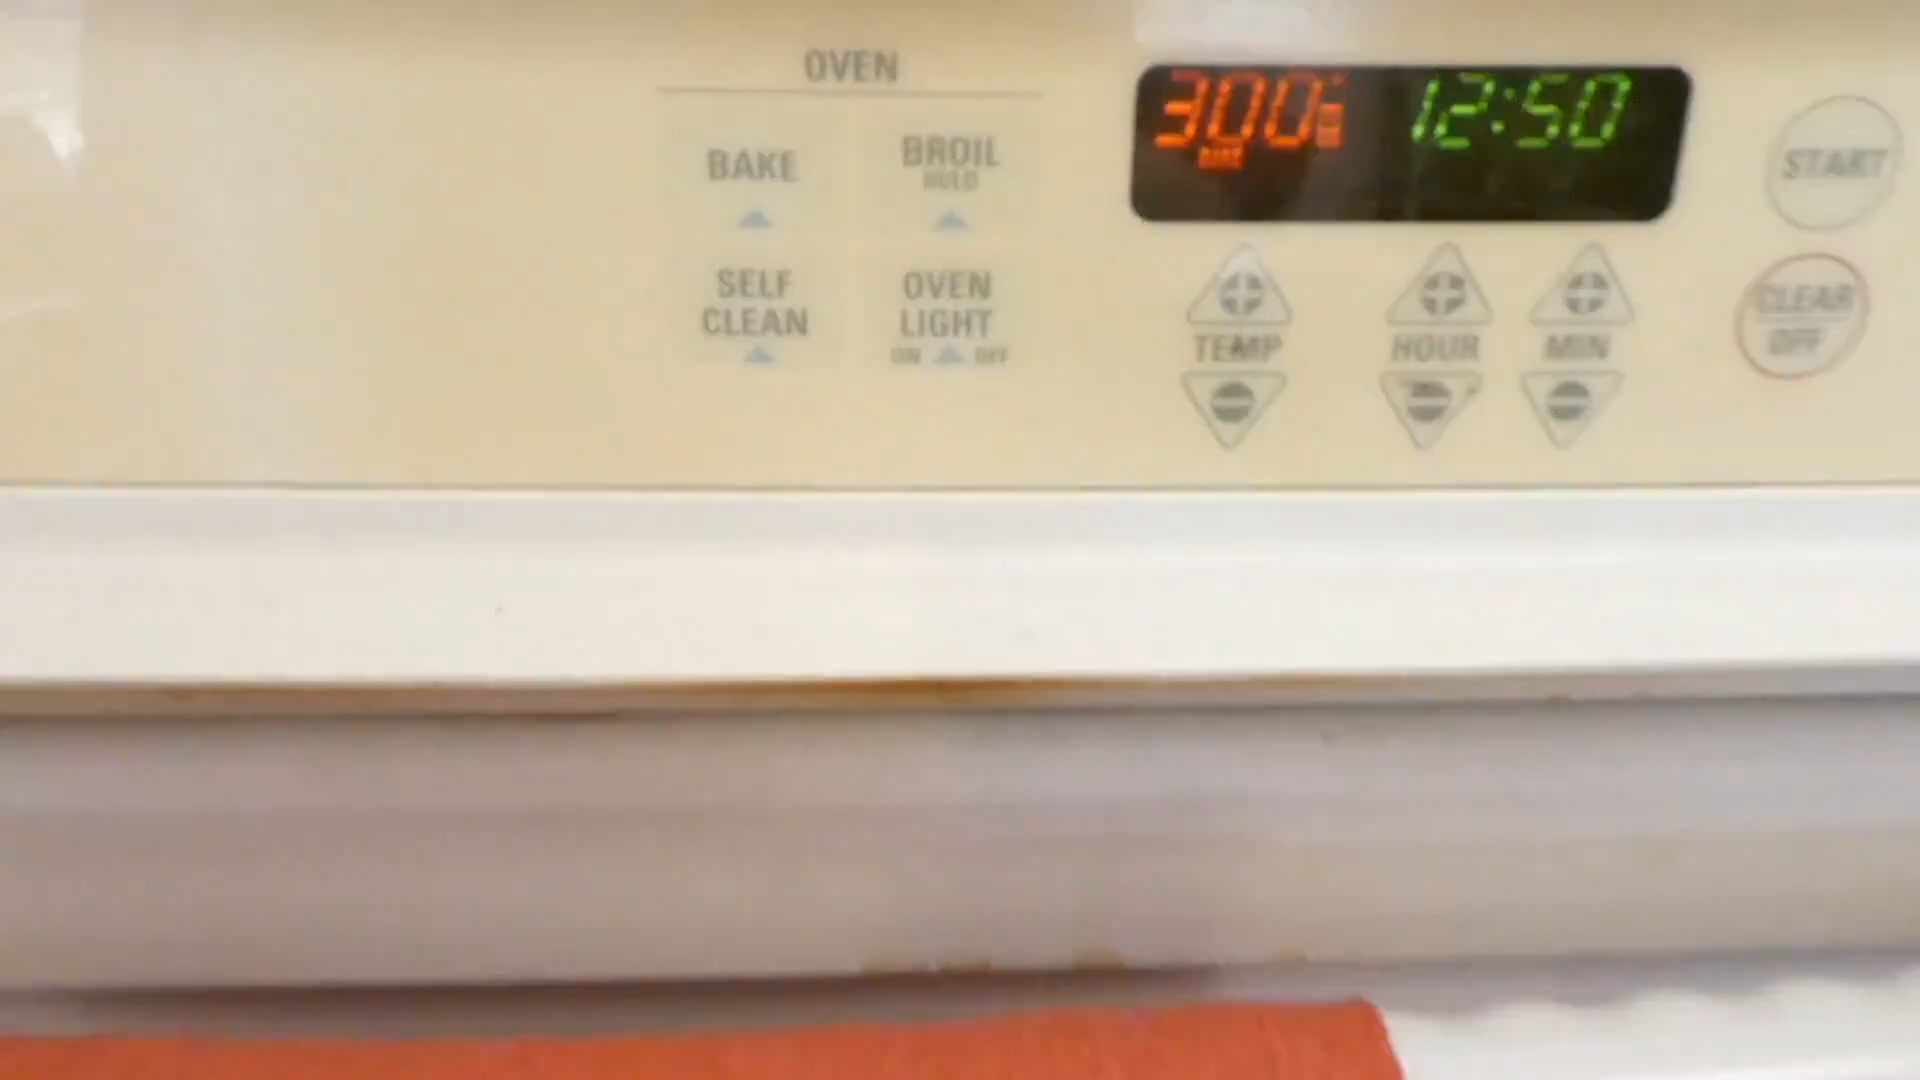 OVEN
BAKE
BROIL
HOLD
300° 12:50
BAKE
START
SELF
CLEAN
OVEN
LIGHT
ON OFF
TEMP
HOUR
MIN
CLEAR
OFF